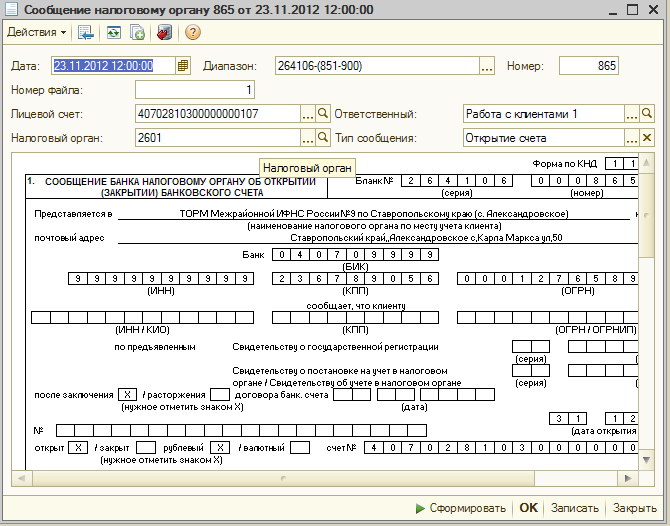 Сообщение налоговому органу 865 от 23.11.2012 12:00:00
Действия
Дата: 23.11.2012 12:00:00 Диапазон: 264106-(851-900) ... Номер: 865
Номер файла: 1
Лицевой счет: 40702810300000000107 ... Ответственный: Работа с клиентами 1 ...
Налоговый орган: 2601 ... Тип сообщения: Открытие счета ...
Налоговый орган
Форма по КНД 1 1
1. СООБЩЕНИЕ БАНКА НАЛОГОВОМУ ОРГАНУ ОБ ОТКРЫТИИ
(ЗАКРЫТИИ) БАНКОВСКОГО СЧЕТА
Бланк № 2 6 4 1 0 6 0 0 0 8 6 5
(серия) (номер)
Представляется в ТОРМ Межрайонной ИФНС России №9 по Ставропольскому краю (с. Александровское)
(наименование налогового органа по месту учета клиента)
почтовый адрес Ставропольский край,,Александровское с,Карла Маркса ул,50
Банк 0 4 0 7 0 9 9 9 9
(БИК)
9 9 9 9 9 9 9 9 9 9 2 3 6 7 8 9 0 5 6 0 0 0 1 2 7 6 5 8 9
(ИНН) (КПП) (ОГРН)
сообщает, что клиенту
(ИНН / КИО) (КПП) (ОГРН / ОГРНИП)
по предъявленным Свидетельству о государственной регистрации
(серия)
Свидетельству о постановке на учет в налоговом
органе / Свидетельству об учете в налоговом органе
(серия)
после заключения X / расторжения договора банк. счета
(нужное отметить знаком X) (дата)
3 1 1 2
№ (дата открытия
открыт X / закрыт рублевый X / валютный счет № 4 0 7 0 2 8 1 0 3 0 0 0 0 0 0
(нужное отметить знаком X)
Сформировать OK Записать Закрыть